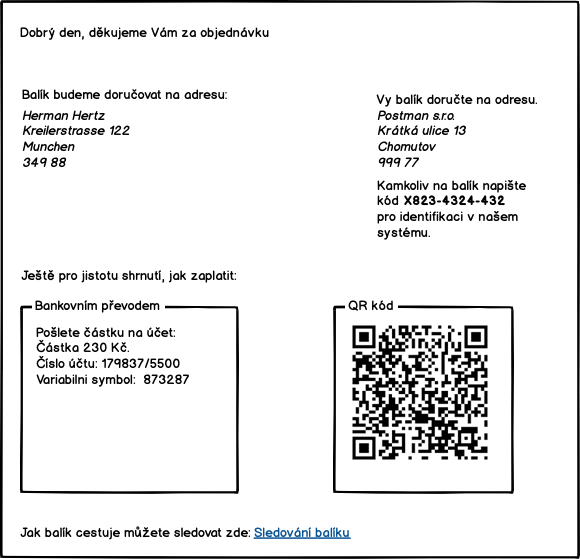 Dobrý den, děkujeme Vám za objednávku
Balík budeme doručovat na adresu:
Herman Hertz
Kreilerstrasse 122
Munchen
349 88
Vy balík doručte na odresu.
Postman s.r.o.
Krátká ulice 13
Chomutov
999 77
Kamkoliv na balík napište
kód X823-4324-432
pro identifikaci v našem
systému.
Ještě pro jistotu shrnutí, jak zaplatit:
Bankovním převodem
Pošlete částku na účet:
Částka 230 Kč.
Číslo účtu: 179837/5500
Variabilni symbol: 873287
QR kód
Jak balík cestuje můžete sledovat zde: Sledování balíku